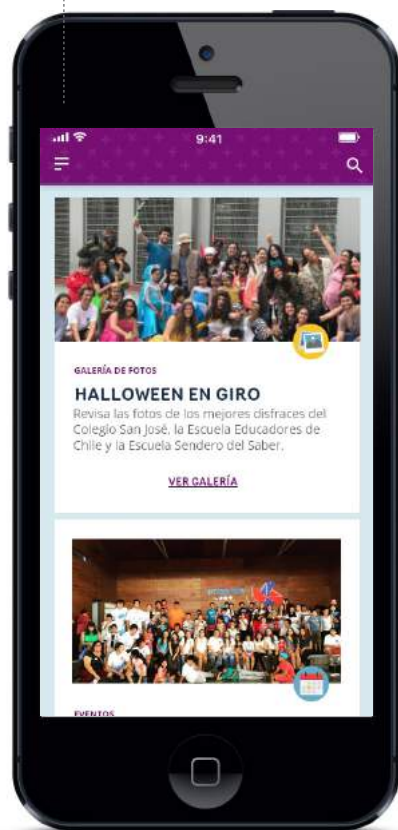 9:41
GALERÍA DE FOTOS
HALLOWEEN EN GIRO
Revisa las fotos de los mejores disfraces del
Colegio San José, la Escuela Educadores de
Chile y la Escuela Sendero del Saber.
VER GALERÍA
EVENTOS